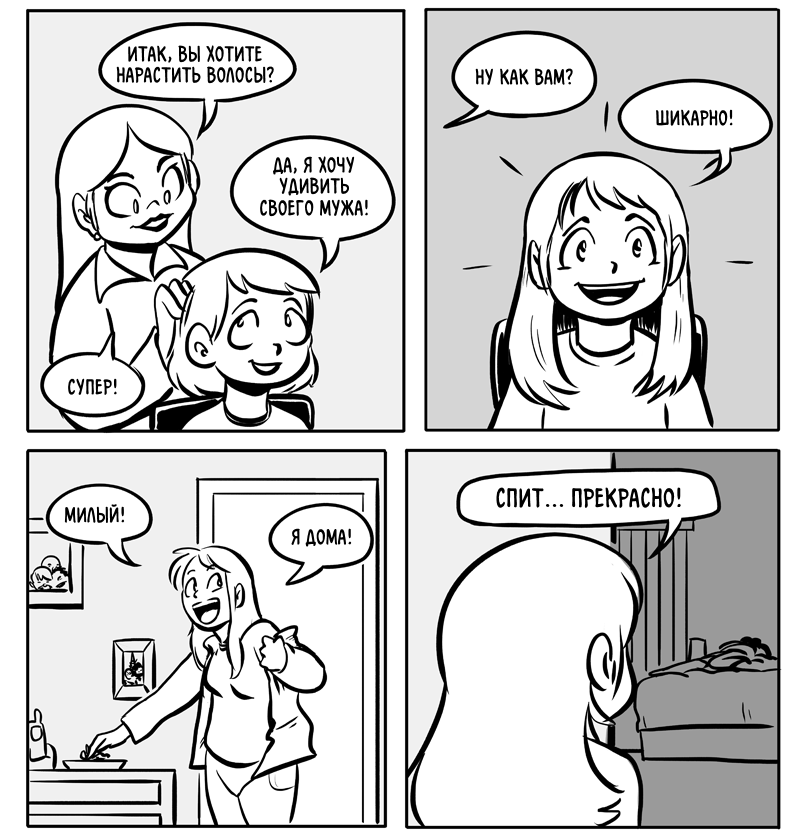 ИТАК, ВЫ ХОТИТЕ
НАРАСТИТЬ ВОЛОСЫ?
ДА, Я ХОЧУ
УДИВИТЬ
СВОЕГО МУЖА!
СУПЕР!
НУ КАК ВАМ?
ШИКАРНО!
МИЛЫЙ!
Я ДОМА!
СПИТ... ПРЕКРАСНО!